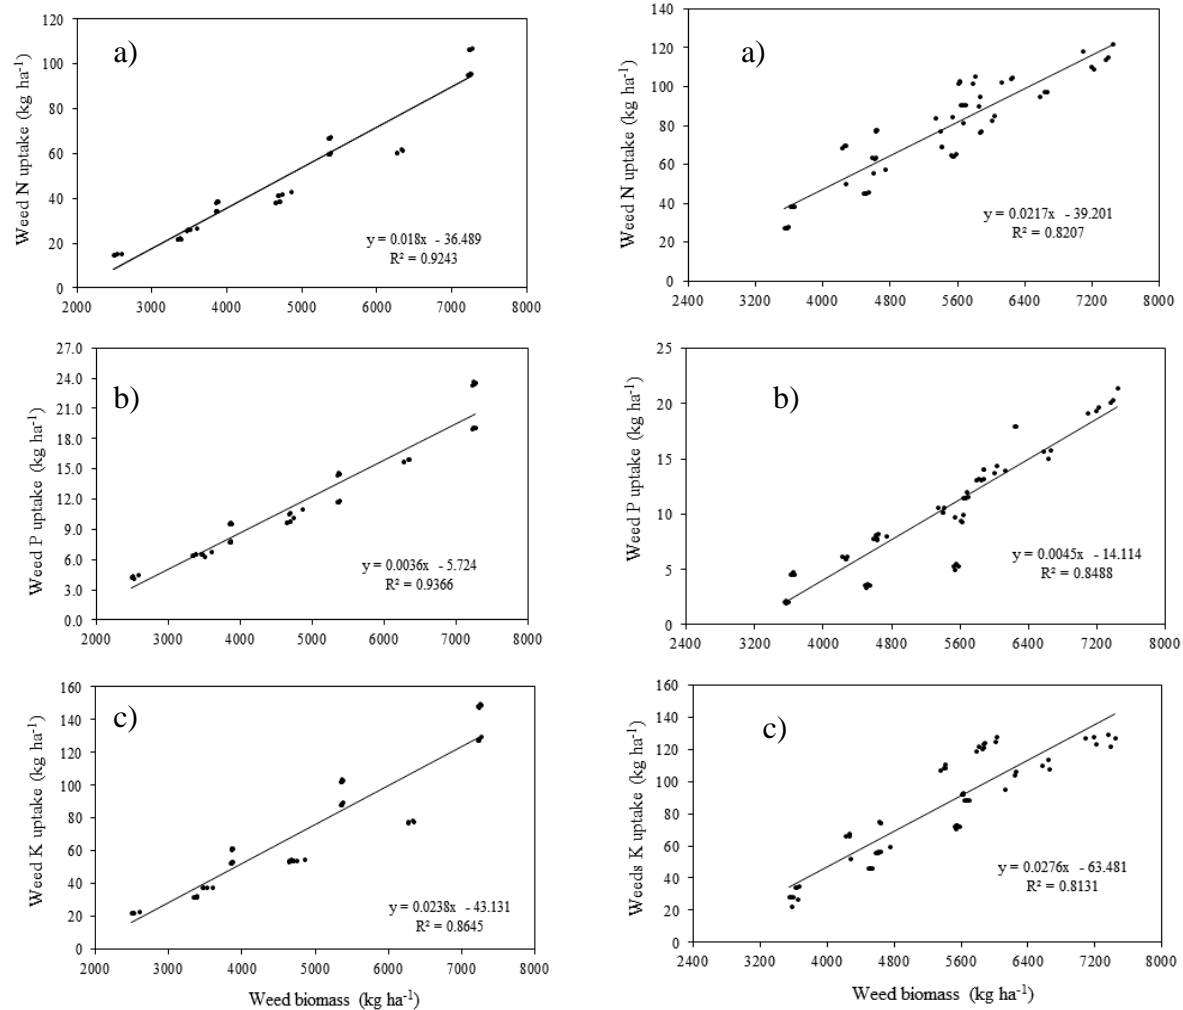 120
100
80
60
40
20
0
Weed N uptake (kg ha-1)
a)
y = 0.018x - 36.489
R² = 0.9243
2000 3000 4000 5000 6000 7000 8000
140
120
100
80
60
40
20
0
Weed N uptake (kg ha-1)
a)
y = 0.0217x - 39.201
R² = 0.8207
2400 3200 4000 4800 5600 6400 7200 8000
27.0
24.0
21.0
18.0
15.0
12.0
9.0
6.0
3.0
0.0
Weed P uptake (kg ha-1)
b)
y = 0.0036x - 5.724
R² = 0.9366
2000 3000 4000 5000 6000 7000 8000
25
20
15
10
5
0
Weed P uptake (kg ha-1)
b)
y = 0.0045x - 14.114
R² = 0.8488
2400 3200 4000 4800 5600 6400 7200 8000
160
140
120
100
80
60
40
20
0
Weed K uptake (kg ha-1)
c)
y = 0.0238x - 43.131
R² = 0.8645
2000 3000 4000 5000 6000 7000 8000
Weed biomass (kg ha-1)
160
140
120
100
80
60
40
20
0
Weeds K uptake (kg ha-1)
c)
y = 0.0276x - 63.481
R² = 0.8131
2400 3200 4000 4800 5600 6400 7200 8000
Weed biomass (kg ha-1)